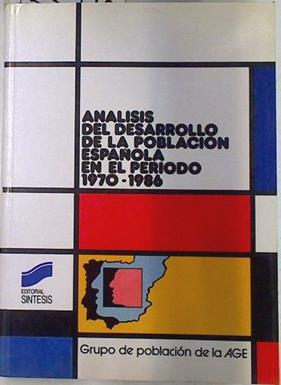 ANALISIS
DEL DESARROLLO
DE LA POBLACION
ESPAÑOLA
EN EL PERIODO
1970-1986
EDITORIAL
SINTESIS
Grupo de población de la AGE